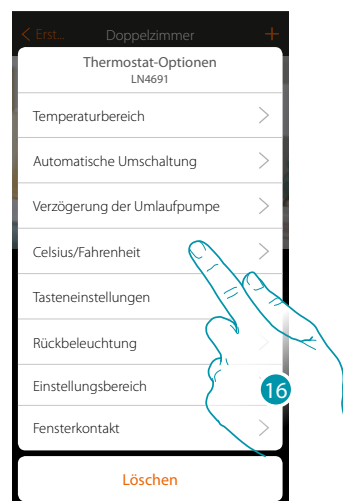 < Erst... Doppelzimmer +
Thermostat-Optionen
LN4691
Temperaturbereich
Automatische Umschaltung
Verzögerung der Umlaufpumpe
Celsius/Fahrenheit
Tasteneinstellungen
Rückbeleuchtung
Einstellungsbereich
16
Fensterkontakt
Löschen